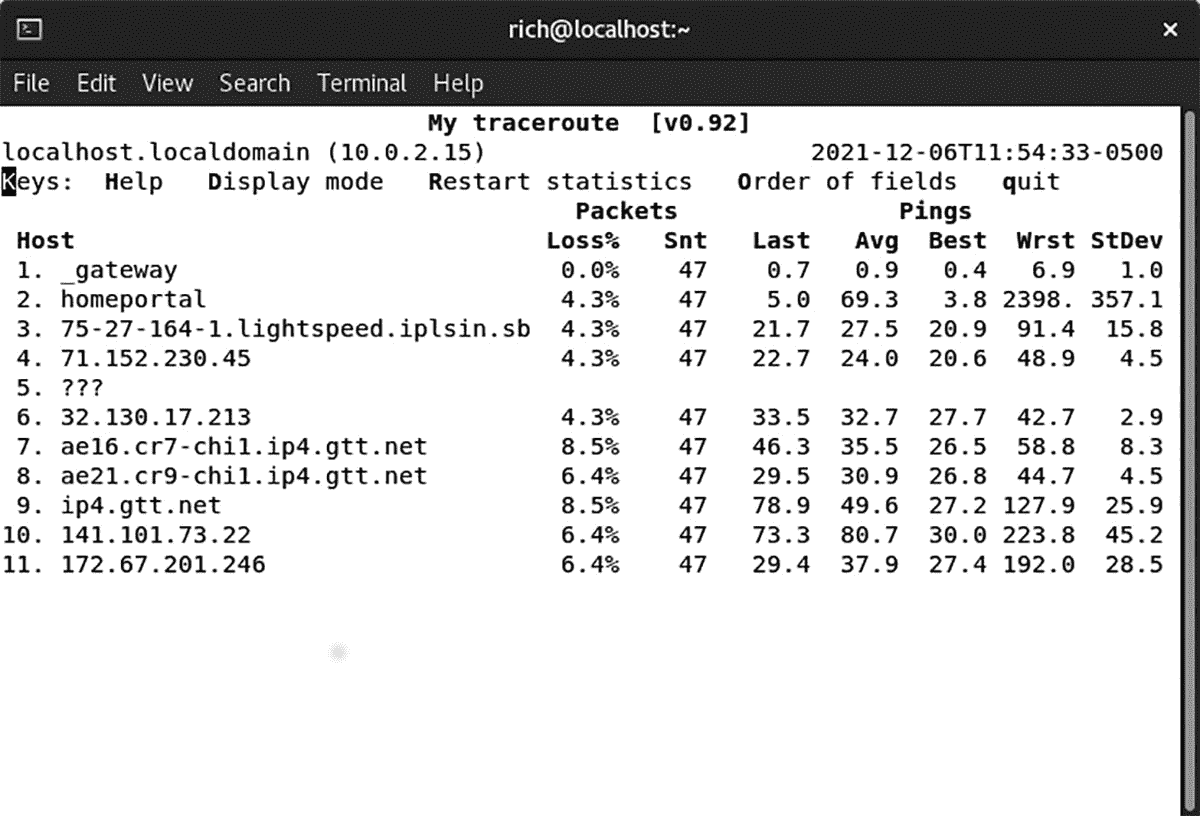 rich@localhost:~
File Edit View Search Terminal Help
My traceroute [v0.92]
localhost.localdomain (10.0.2.15) 2021-12-06T11:54:33-0500
Keys: Help Display mode Restart statistics Order of fields quit
Packets Pings
Host Loss% Snt Last Avg Best Wrst StDev
1. _gateway 0.0% 47 0.7 0.9 0.4 6.9 1.0
2. homeportal 4.3% 47 5.0 69.3 3.8 2398. 357.1
3. 75-27-164-1.lightspeed.iplsin.sb 4.3% 47 21.7 27.5 20.9 91.4 15.8
4. 71.152.230.45 4.3% 47 22.7 24.0 20.6 48.9 4.5
5. ???
6. 32.130.17.213 4.3% 47 33.5 32.7 27.7 42.7 2.9
7. ae16.cr7-chi1.ip4.gtt.net 8.5% 47 46.3 35.5 26.5 58.8 8.3
8. ae21.cr9-chi1.ip4.gtt.net 6.4% 47 29.5 30.9 26.8 44.7 4.5
9. ip4.gtt.net 8.5% 47 78.9 49.6 27.2 127.9 25.9
10. 141.101.73.22 6.4% 47 73.3 80.7 30.0 223.8 45.2
11. 172.67.201.246 6.4% 47 29.4 37.9 27.4 192.0 28.5